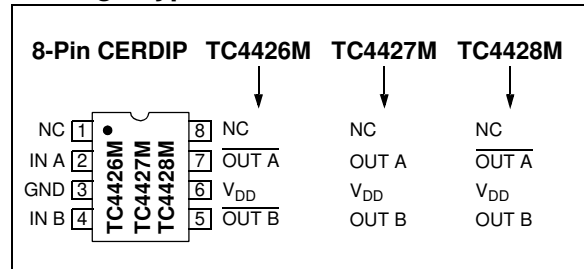 8-Pin CERDIP TC4426M TC4427M TC4428M
NC 1 8 NC NC NC
IN A 2 7 OUT A OUT A OUT A
GND 3 6 VDD VDD VDD
IN B 4 5 OUT B OUT B OUT B
TC4426M
TC4427M
TC4428M